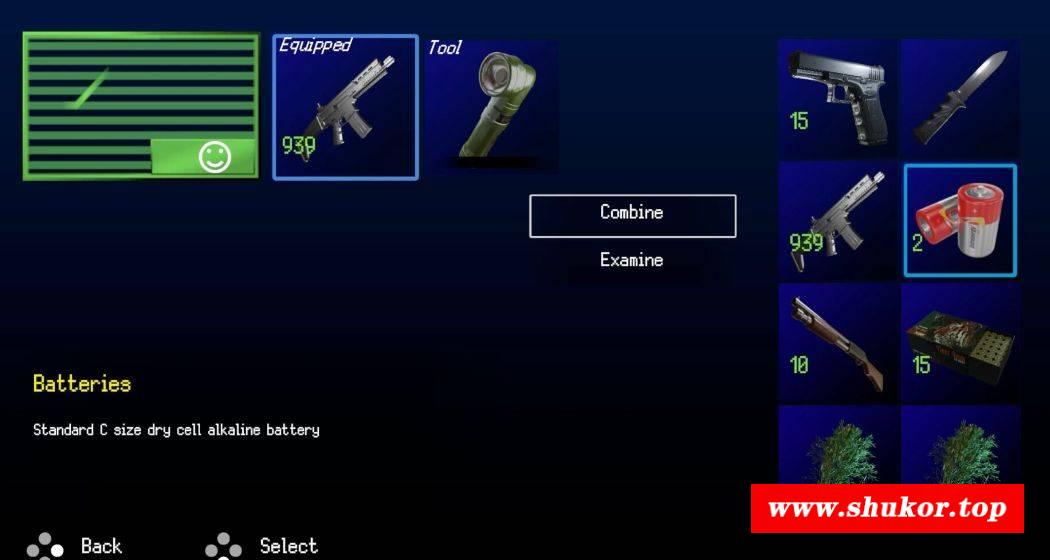 Equipped
Tool
939
15
Combine
939
2
Examine
10
15
Batteries
Standard C size dry cell alkaline battery
www.shukor.top
Back
Select